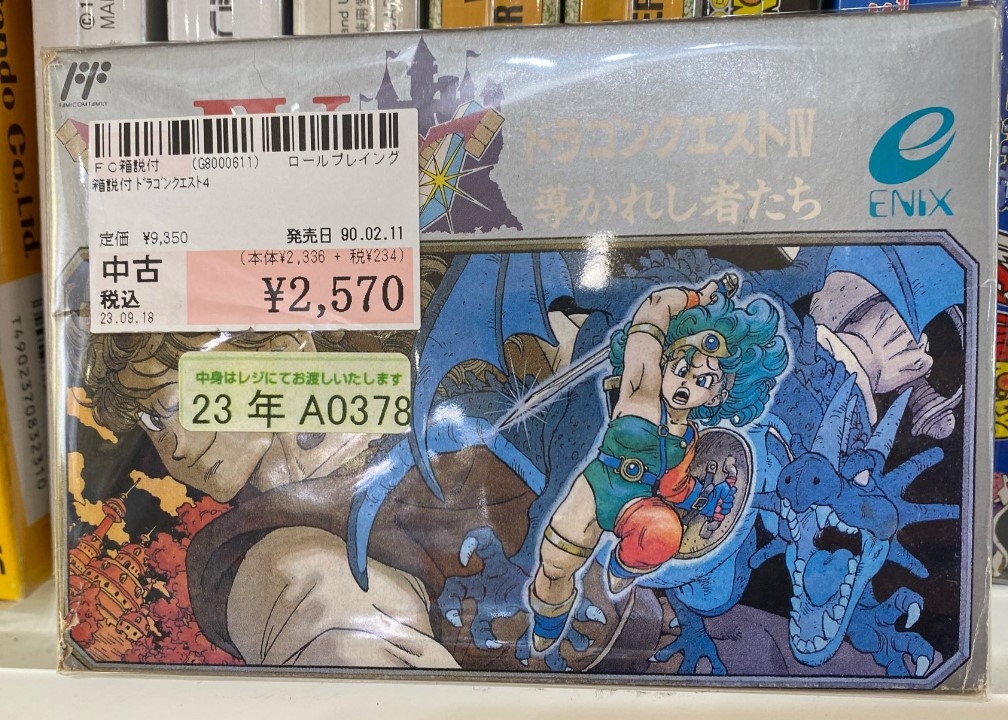 FAMICOM FAMILY
IV
ドラゴンクエストIV
導かれし者たち
ENIX
ＦＣ箱説付 (G8000611) ロールプレイング
箱説付ドラゴンクエスト4
定価 ¥9,350 発売日 90.02.11
中古 (本体¥2,336 + 税¥234)
税込 ¥2,570
23.09.18
中身はレジにてお渡しいたします
23 年 A0378
ndo Co.,Ltd.
T4902370832310